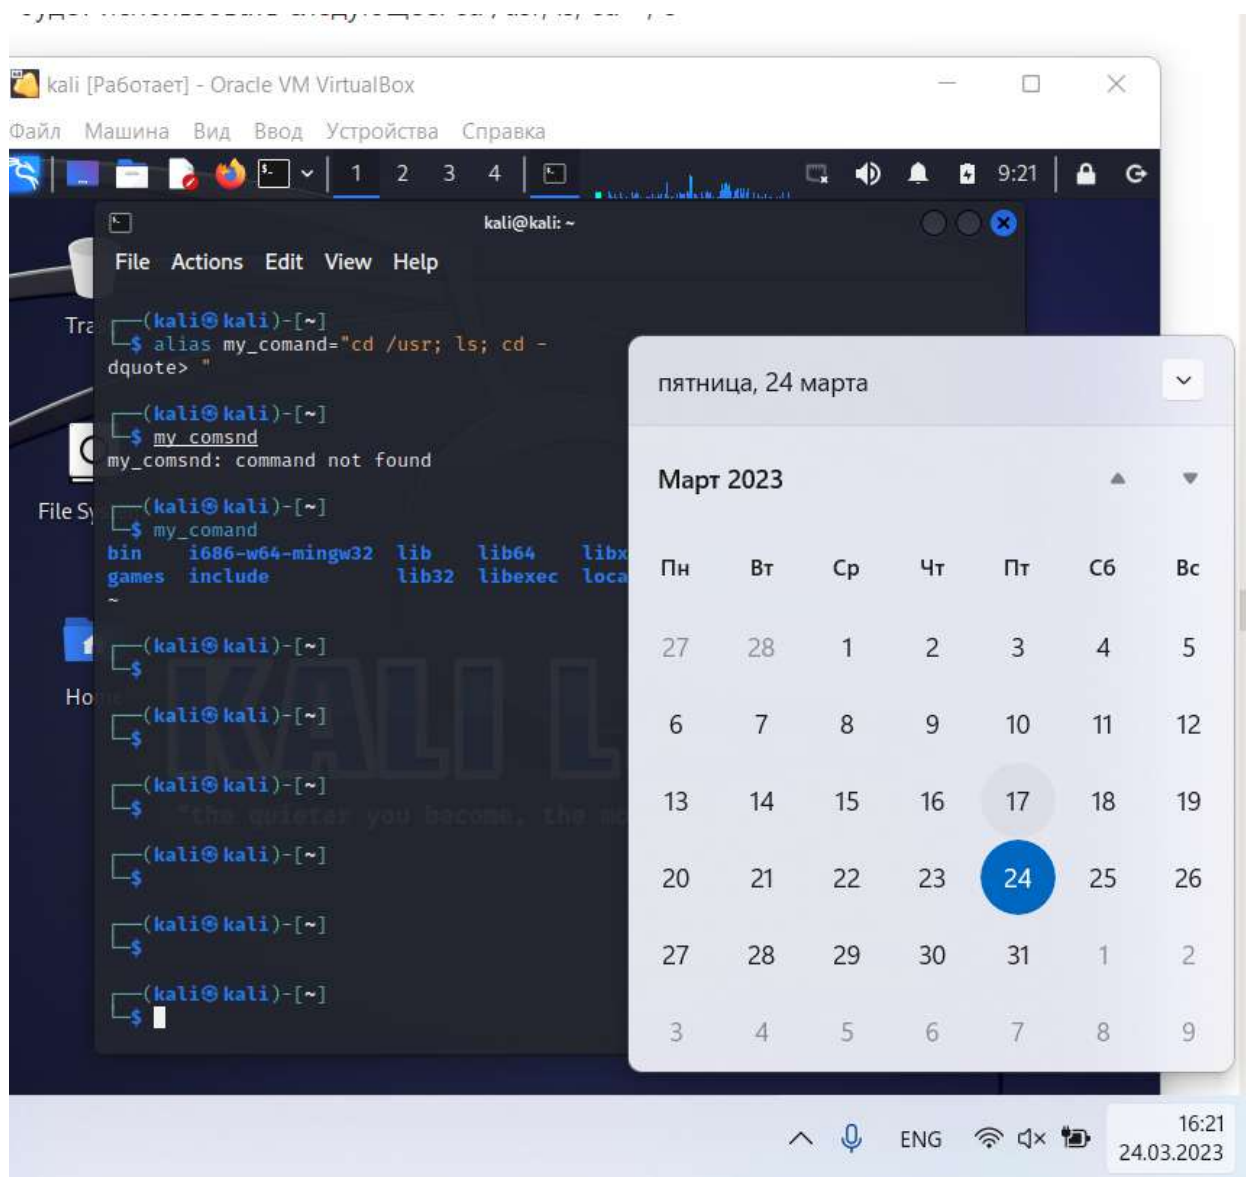 kali [Работает] - Oracle VM VirtualBox
Файл Машина Вид Ввод Устройства Справка
1 2 3 4 9:21
kali@kali: ~
File Actions Edit View Help
(kali㉿kali)-[~]
$ alias my_comand="cd /usr; ls; cd -
dquote> "
(kali㉿kali)-[~]
$ my_comsnd
my_comsnd: command not found
(kali㉿kali)-[~]
$ my_comand
bin i686-w64-mingw32 lib lib64
games include lib32 libexec
~
(kali㉿kali)-[~]
$
(kali㉿kali)-[~]
$
(kali㉿kali)-[~]
$
(kali㉿kali)-[~]
$
(kali㉿kali)-[~]
$
(kali㉿kali)-[~]
$
KALI L
"the quieter you become, the
пятница, 24 марта
Март 2023
Пн Вт Ср Чт Пт Сб Вс
27 28 1 2 3 4 5
6 7 8 9 10 11 12
13 14 15 16 17 18 19
20 21 22 23 24 25 26
27 28 29 30 31 1 2
3 4 5 6 7 8 9
ENG 16:21
24.03.2023